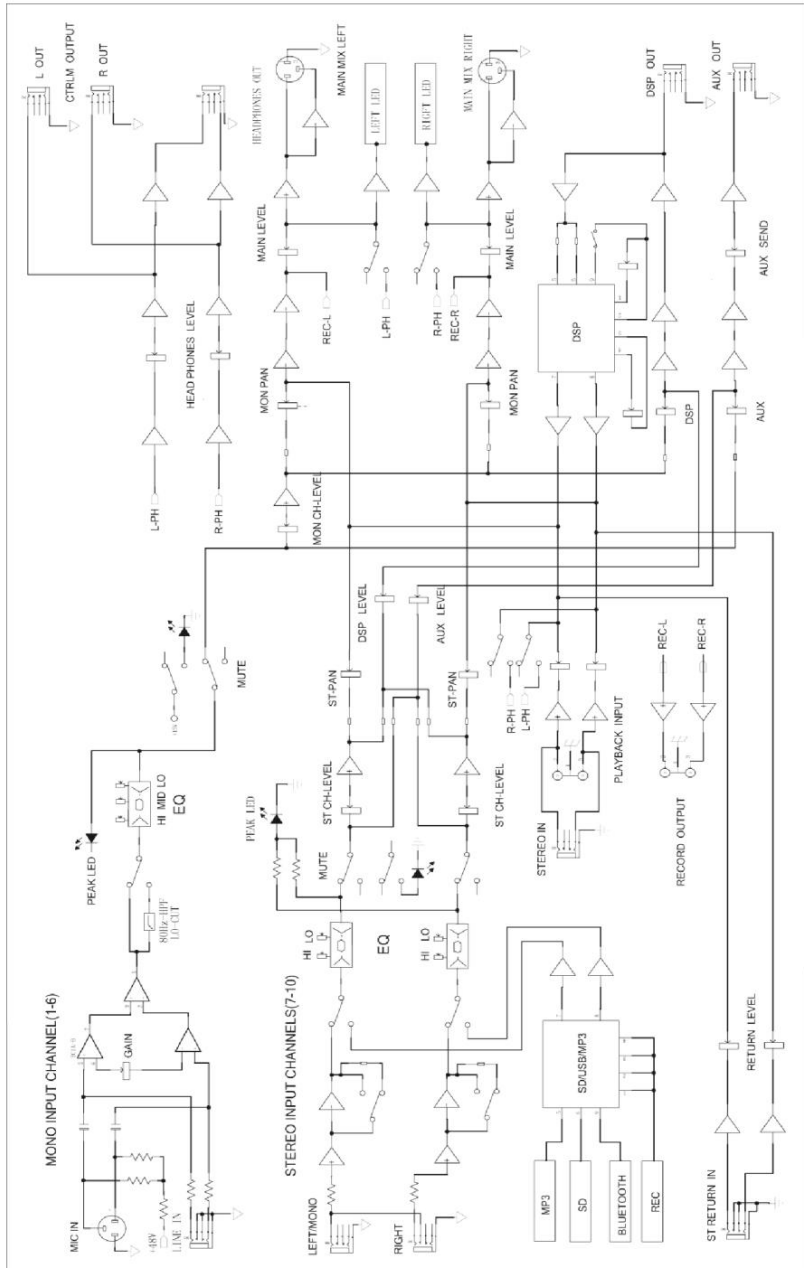 L OUT
CTRLM OUTPUT
R OUT
L-PH
R-PH
HEAD PHONES LEVEL
HEADPHONES OUT
MAIN MIX LEFT
LEFT LED
RIGHT LED
MAIN MIX RIGHT
MAIN LEVEL
REC-L
L-PH
R-PH
REC-R
MAIN LEVEL
MON PAN
MON PAN
MON CH-LEVEL
DSP OUT
AUX OUT
DSP
DSP
AUX
AUX SEND
MONO INPUT CHANNEL(1-6)
MIC IN
+48V
LINE IN
GAIN
80Hz-HPF
LO-CUT
PEAK LED
HI MID LO
EQ
MUTE
STEREO INPUT CHANNELS(7-10)
LEFT/MONO
RIGHT
HI LO
EQ
HI LO
PEAK LED
MUTE
ST CH-LEVEL
ST CH-LEVEL
ST-PAN
ST-PAN
DSP LEVEL
AUX LEVEL
MP3
SD
BLUETOOTH
REC
SD/USB/MP3
STEREO IN
PLAYBACK INPUT
R-PH
L-PH
RECORD OUTPUT
REC-L
REC-R
ST RETURN IN
RETURN LEVEL